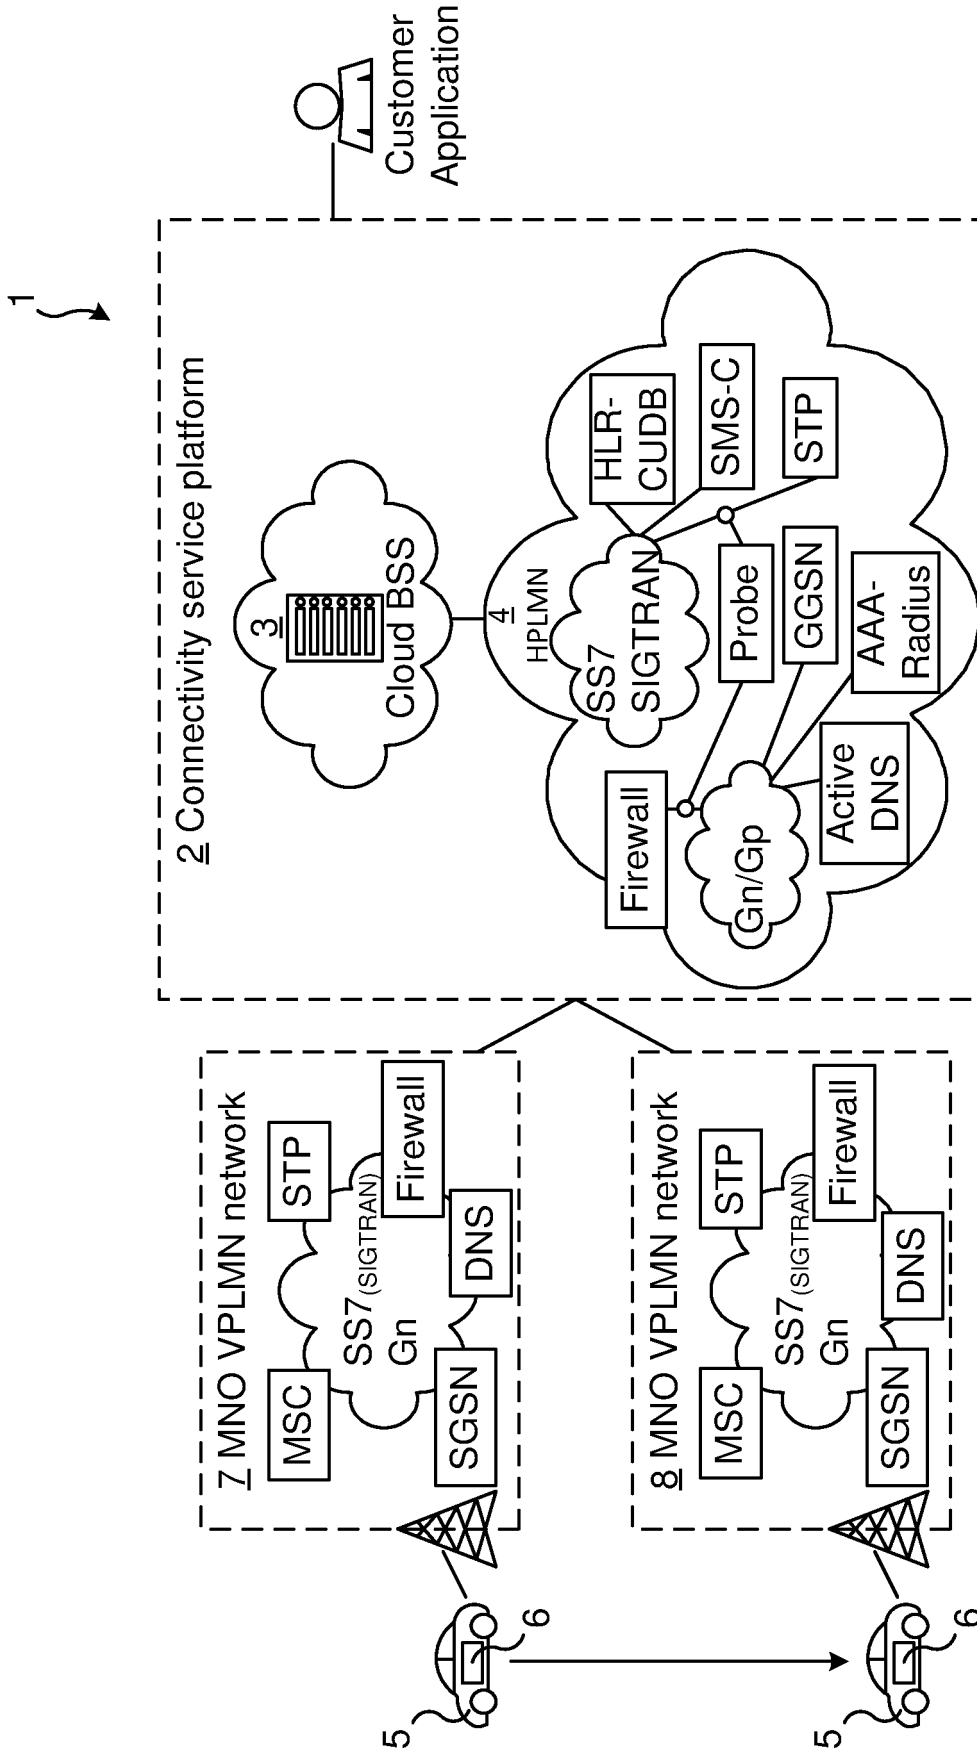 1
2 Connectivity service platform
3
Cloud BSS
4
HPLMN
SS7
SIGTRAN
HLR-
CUDB
SMS-C
STP
Probe
GGSN
AAA-
Radius
Active
DNS
Gn/Gp
Firewall
Customer
Application
7 MNO VPLMN network
MSC
STP
SS7(SIGTRAN)
Gn
Firewall
SGSN
DNS
8 MNO VPLMN network
MSC
STP
SS7(SIGTRAN)
Gn
Firewall
SGSN
DNS
5
6
5
6